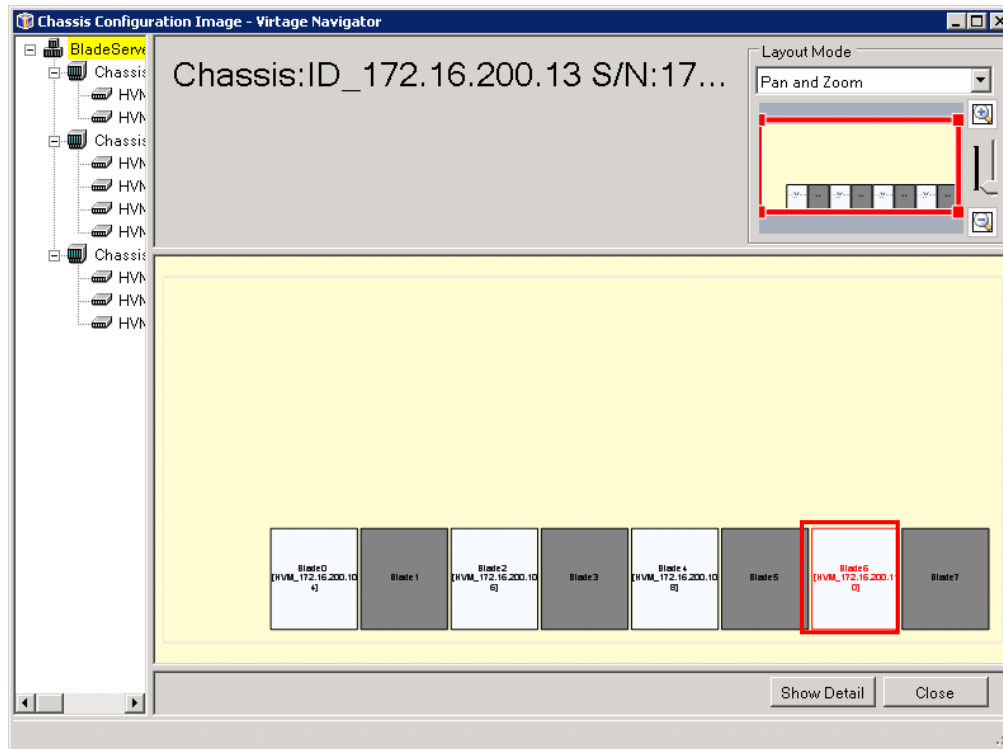 Chassis Configuration Image - Virtage Navigator
BladeServe
Chassis
HVM
HVM
Chassis
HVM
HVM
HVM
HVM
Chassis
HVM
HVM
HVM
Chassis:ID_172.16.200.13 S/N:17...
Layout Mode
Pan and Zoom
Blade0
[HVM_172.16.200.10
4]
Blade1
Blade2
[HVM_172.16.200.10
6]
Blade3
Blade4
[HVM_172.16.200.10
8]
Blade5
Blade6
[HVM_172.16.200.11
0]
Blade7
Show Detail
Close